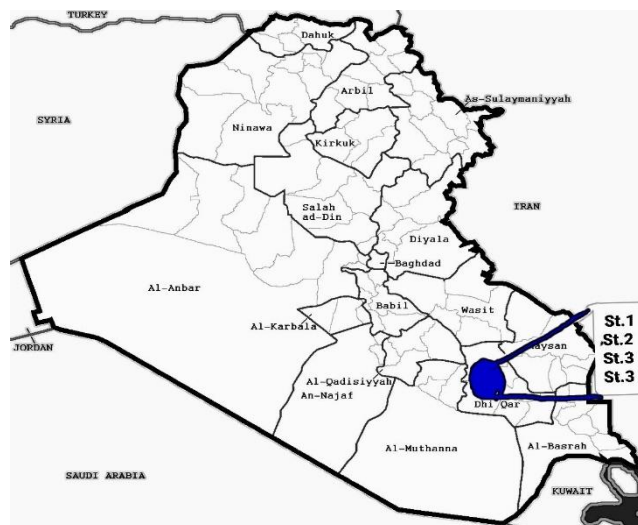 TURKEY
Dahuk
As-Sulaymaniyyah
Arbil
SYRIA
Ninawa
Kirkuk
Salah
ad-Din
IRAN
Diyala
Baghdad
Al-Anbar
Babil
Wasit
Al-Karbala
St.1
St.2
St.3
St.3
aysan
JORDAN
Al-Qadisiyyah
An-Najaf
Dhi Qar
Al-Muthanna
Al-Basrah
SAUDI ARABIA
KUWAIT